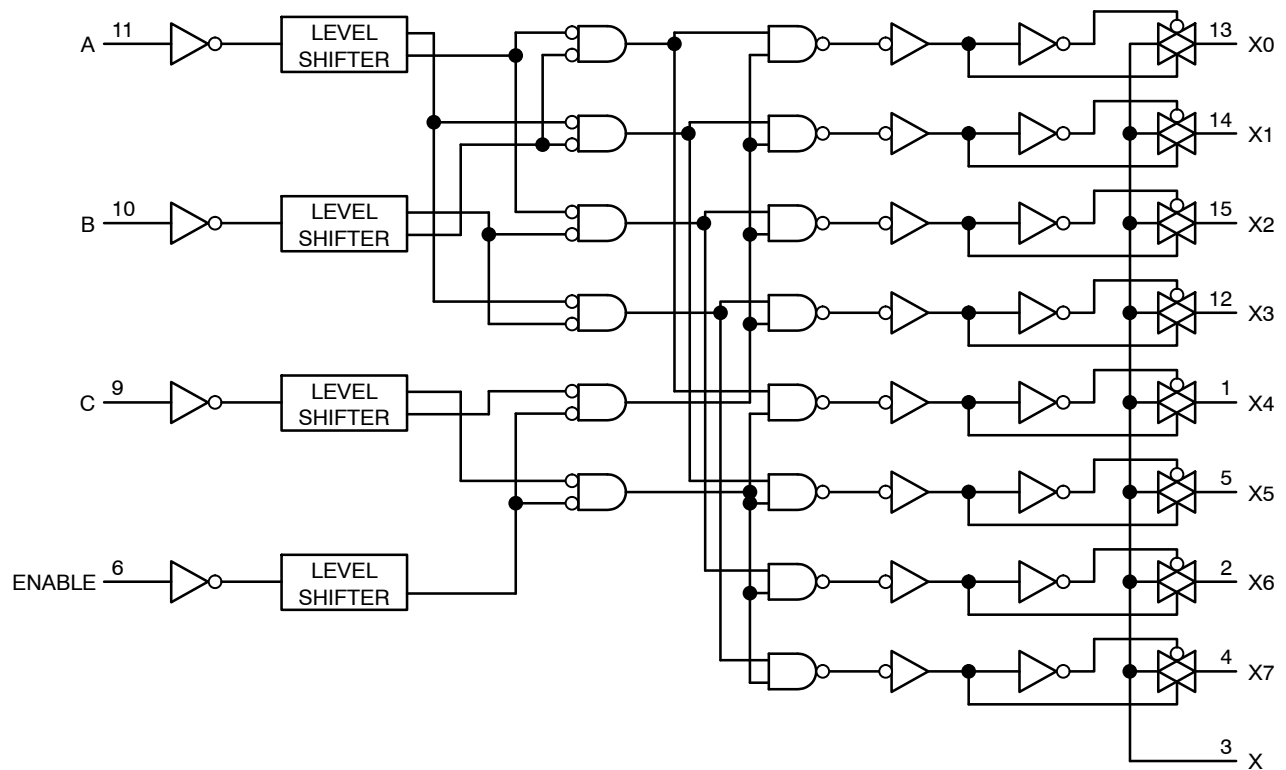 A 11 LEVEL SHIFTER 13 X0
14 X1
B 10 LEVEL SHIFTER 15 X2
12 X3
C 9 LEVEL SHIFTER 1 X4
5 X5
ENABLE 6 LEVEL SHIFTER 2 X6
4 X7
3 X